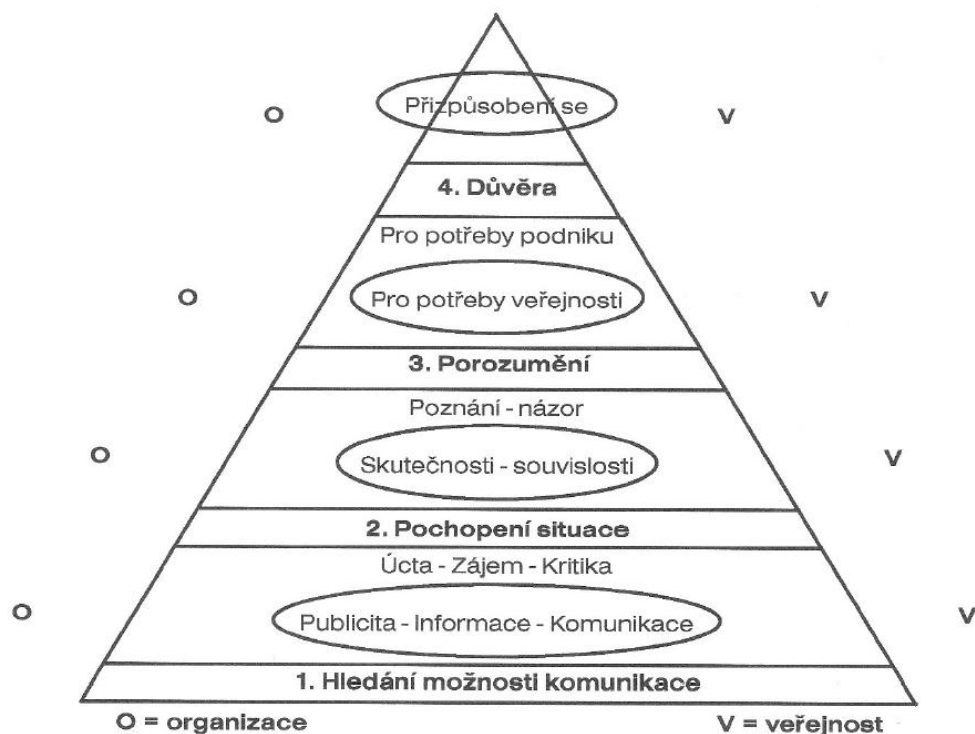 O Přizpůsobení se V
4. Důvěra
Pro potřeby podniku
O Pro potřeby veřejnosti V
3. Porozumění
Poznání - názor
O Skutečnosti - souvislosti V
2. Pochopení situace
Úcta - Zájem - Kritika
O Publicita - Informace - Komunikace V
1. Hledání možnosti komunikace
O = organizace V = veřejnost